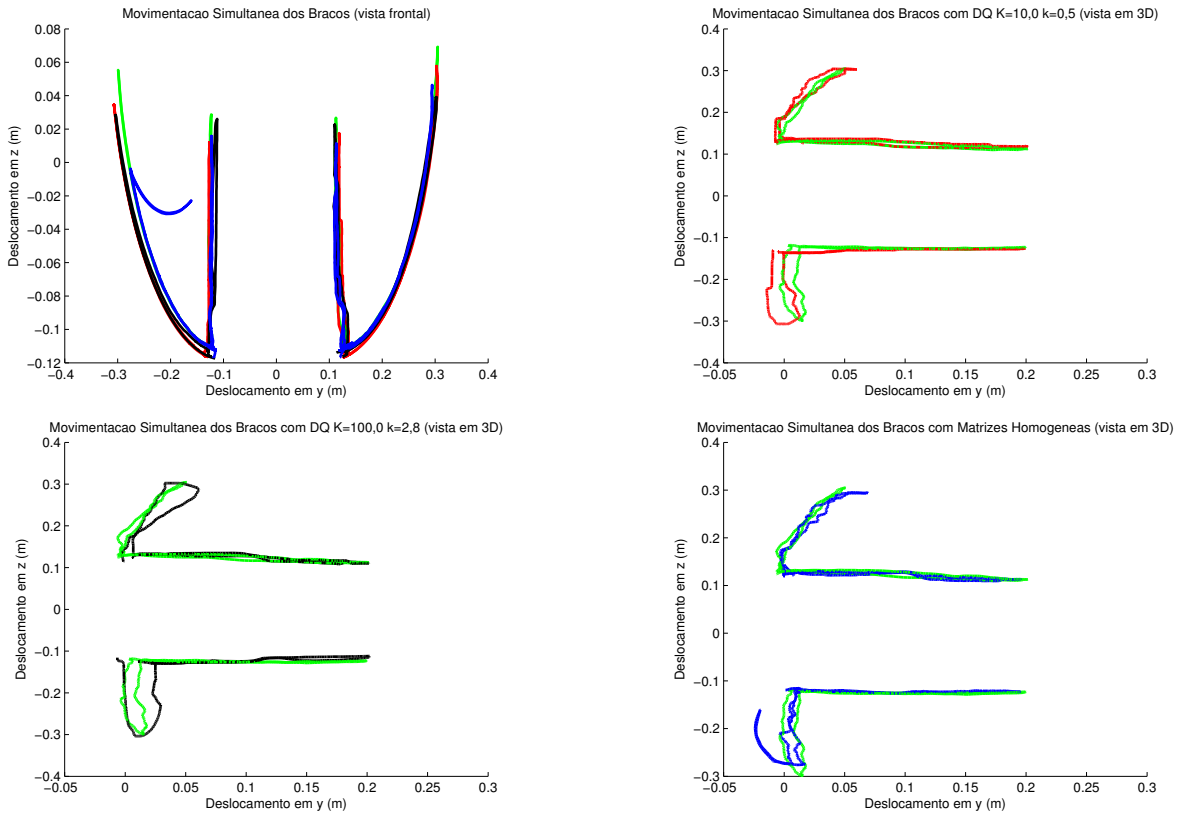 Movimentacao Simultanea dos Bracos (vista frontal)
0.08
0.06
0.04
0.02
0
−0.02
−0.04
−0.06
−0.08
−0.1
−0.12
−0.4 −0.3 −0.2 −0.1 0 0.1 0.2 0.3 0.4
Deslocamento em y (m)
Deslocamento em z (m)
Movimentacao Simultanea dos Bracos com DQ K=10,0 k=0,5 (vista em 3D)
0.4
0.3
0.2
0.1
0
−0.1
−0.2
−0.3
−0.4
−0.05 0 0.05 0.1 0.15 0.2 0.25 0.3
Deslocamento em y (m)
Deslocamento em z (m)
Movimentacao Simultanea dos Bracos com DQ K=100,0 k=2,8 (vista em 3D)
0.4
0.3
0.2
0.1
0
−0.1
−0.2
−0.3
−0.4
−0.05 0 0.05 0.1 0.15 0.2 0.25 0.3
Deslocamento em y (m)
Deslocamento em z (m)
Movimentacao Simultanea dos Bracos com Matrizes Homogeneas (vista em 3D)
0.4
0.3
0.2
0.1
0
−0.1
−0.2
−0.3
−0.05 0 0.05 0.1 0.15 0.2 0.25 0.3
Deslocamento em y (m)
Deslocamento em z (m)